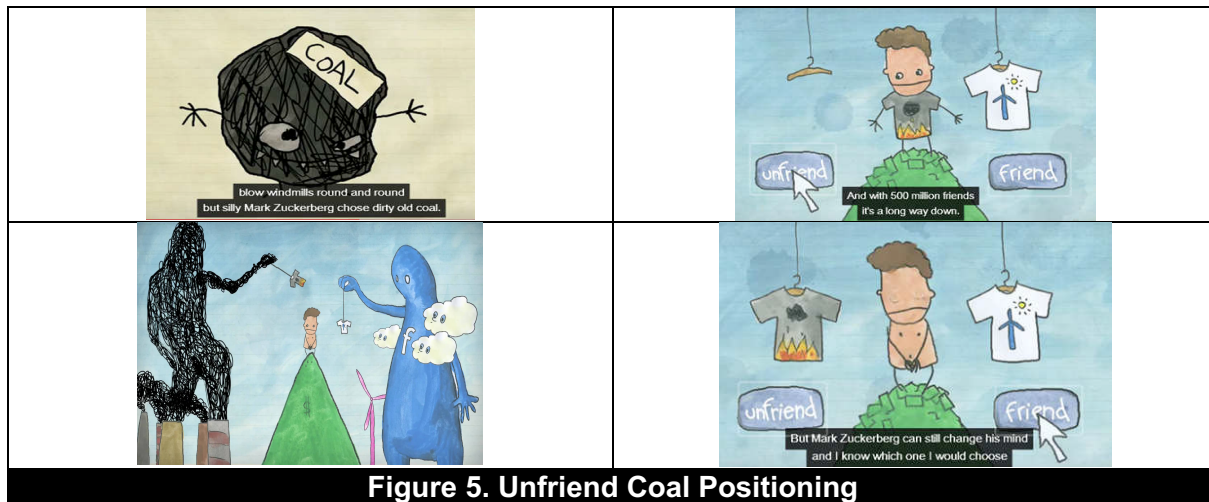 COAL
blow windmills round and round
but silly Mark Zuckerberg chose dirty old coal.
unfriend
friend
And with 500 million friends
it's a long way down.
f
$
unfriend
friend
But Mark Zuckerberg can still change his mind
and I know which one I would choose
Figure 5. Unfriend Coal Positioning